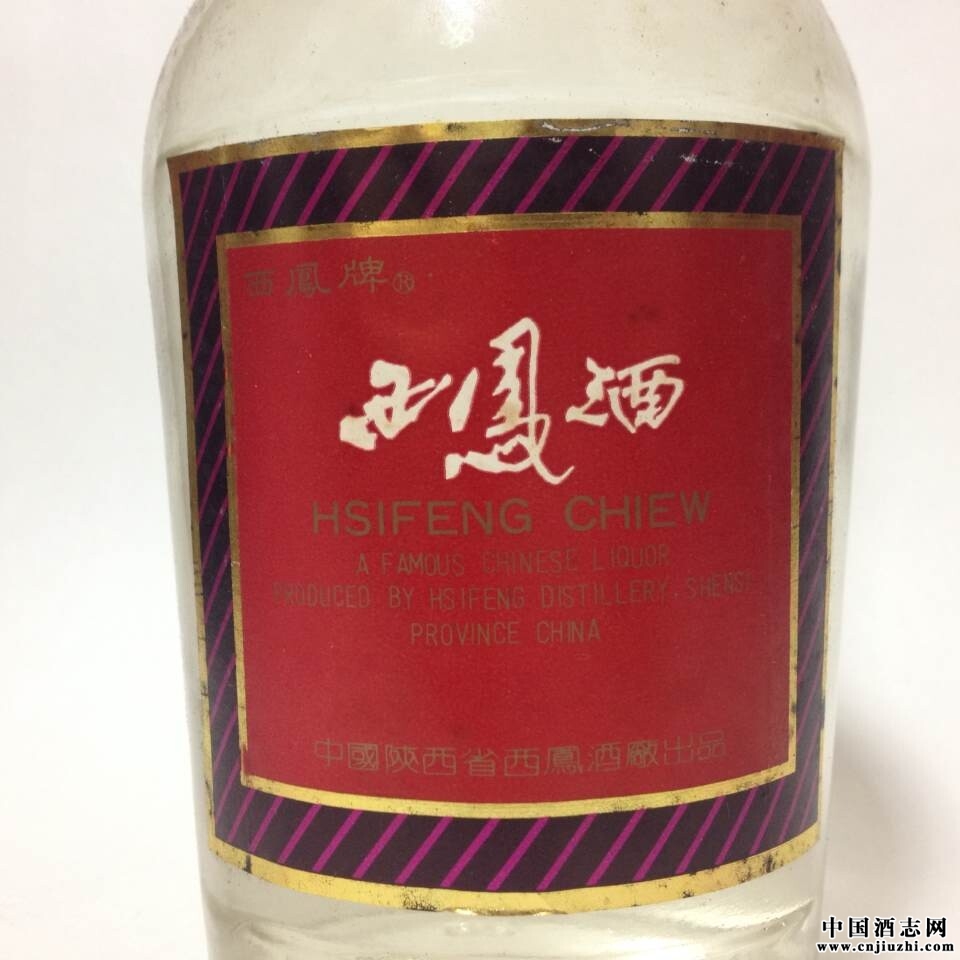 西鳳牌®
西鳳酒
HSIFENG CHIEW
A FAMOUS CHINESE LIQUOR
PRODUCED BY HSIFENG DISTILLERY. SHENSI
PROVINCE CHINA
中國陝西省西鳳酒廠出品
中国酒志网
www.cnjiuzhi.com